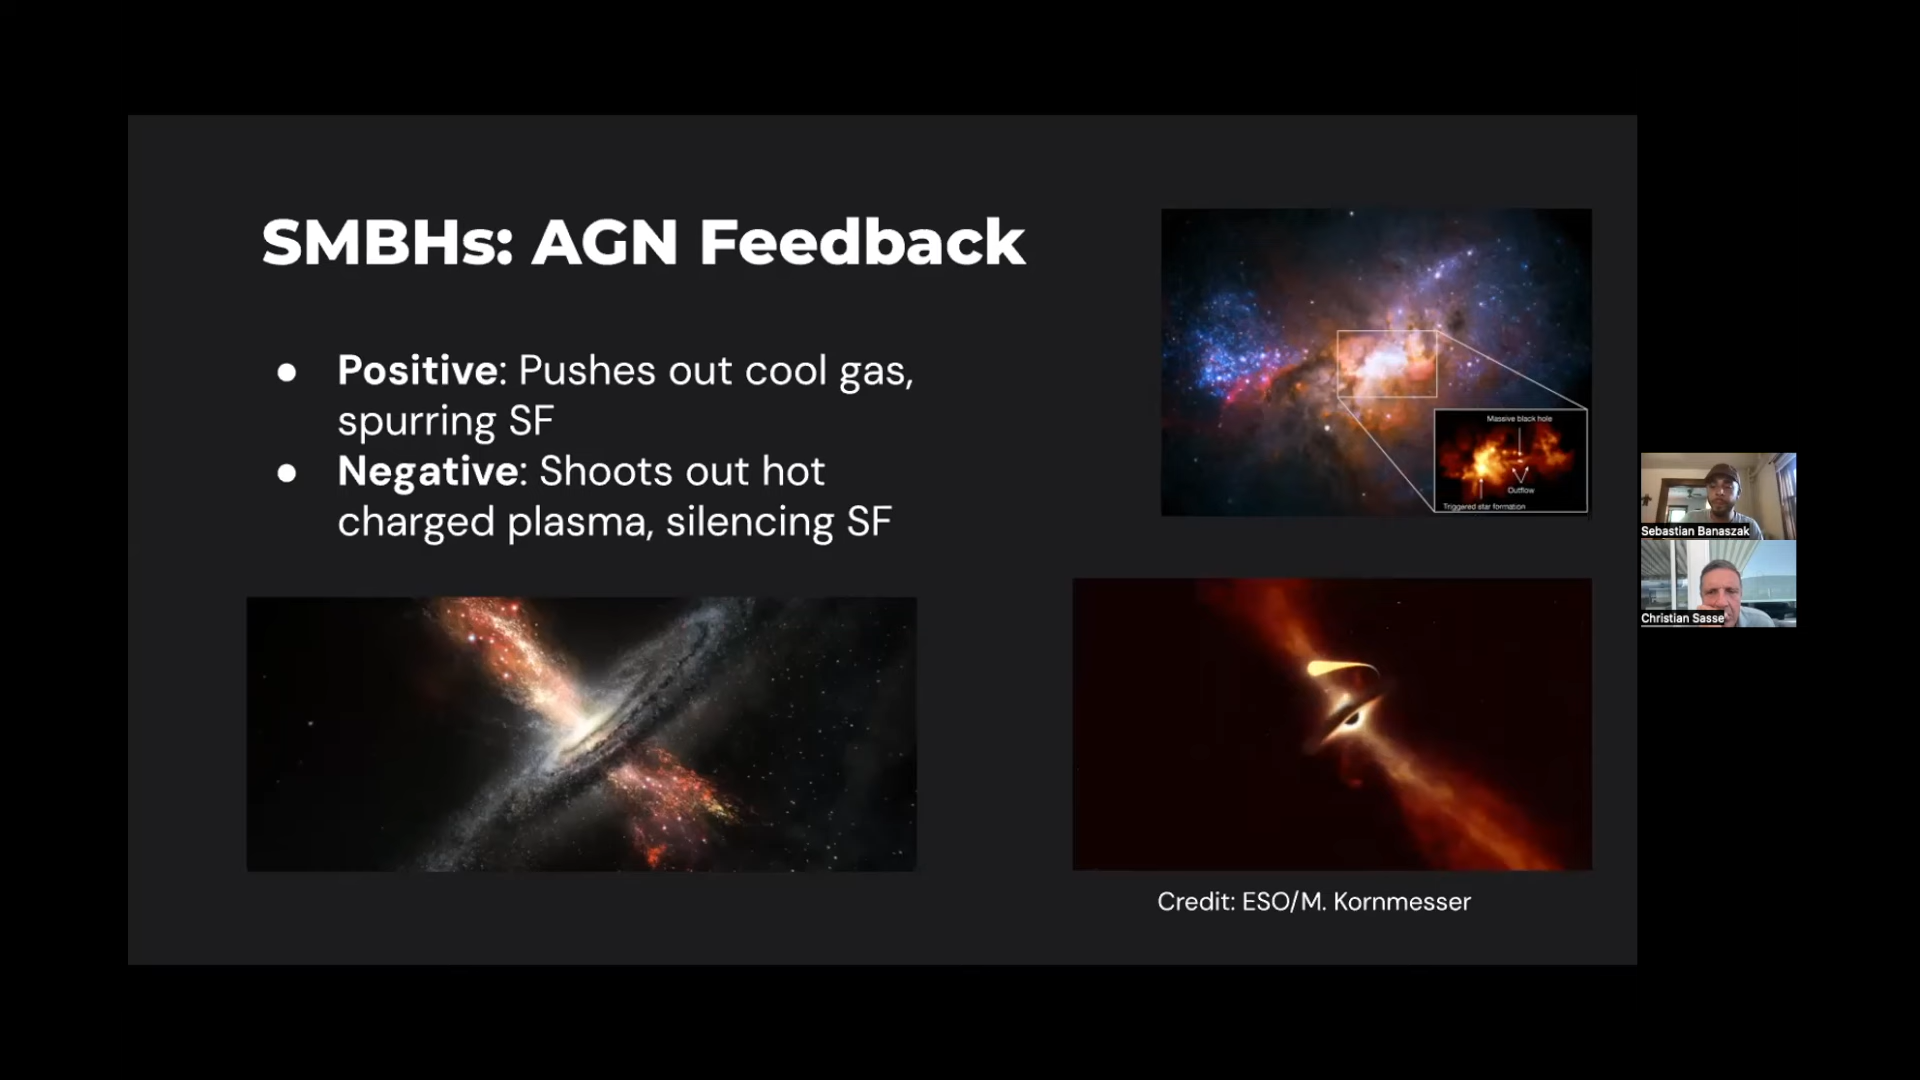 SMBHs: AGN Feedback
● Positive: Pushes out cool gas,
spurring SF
● Negative: Shoots out hot
charged plasma, silencing SF
Massive black hole
Outflow
Triggered star formation
Credit: ESO/M. Kornmesser
Sebastian Banaszak
Christian Sasse